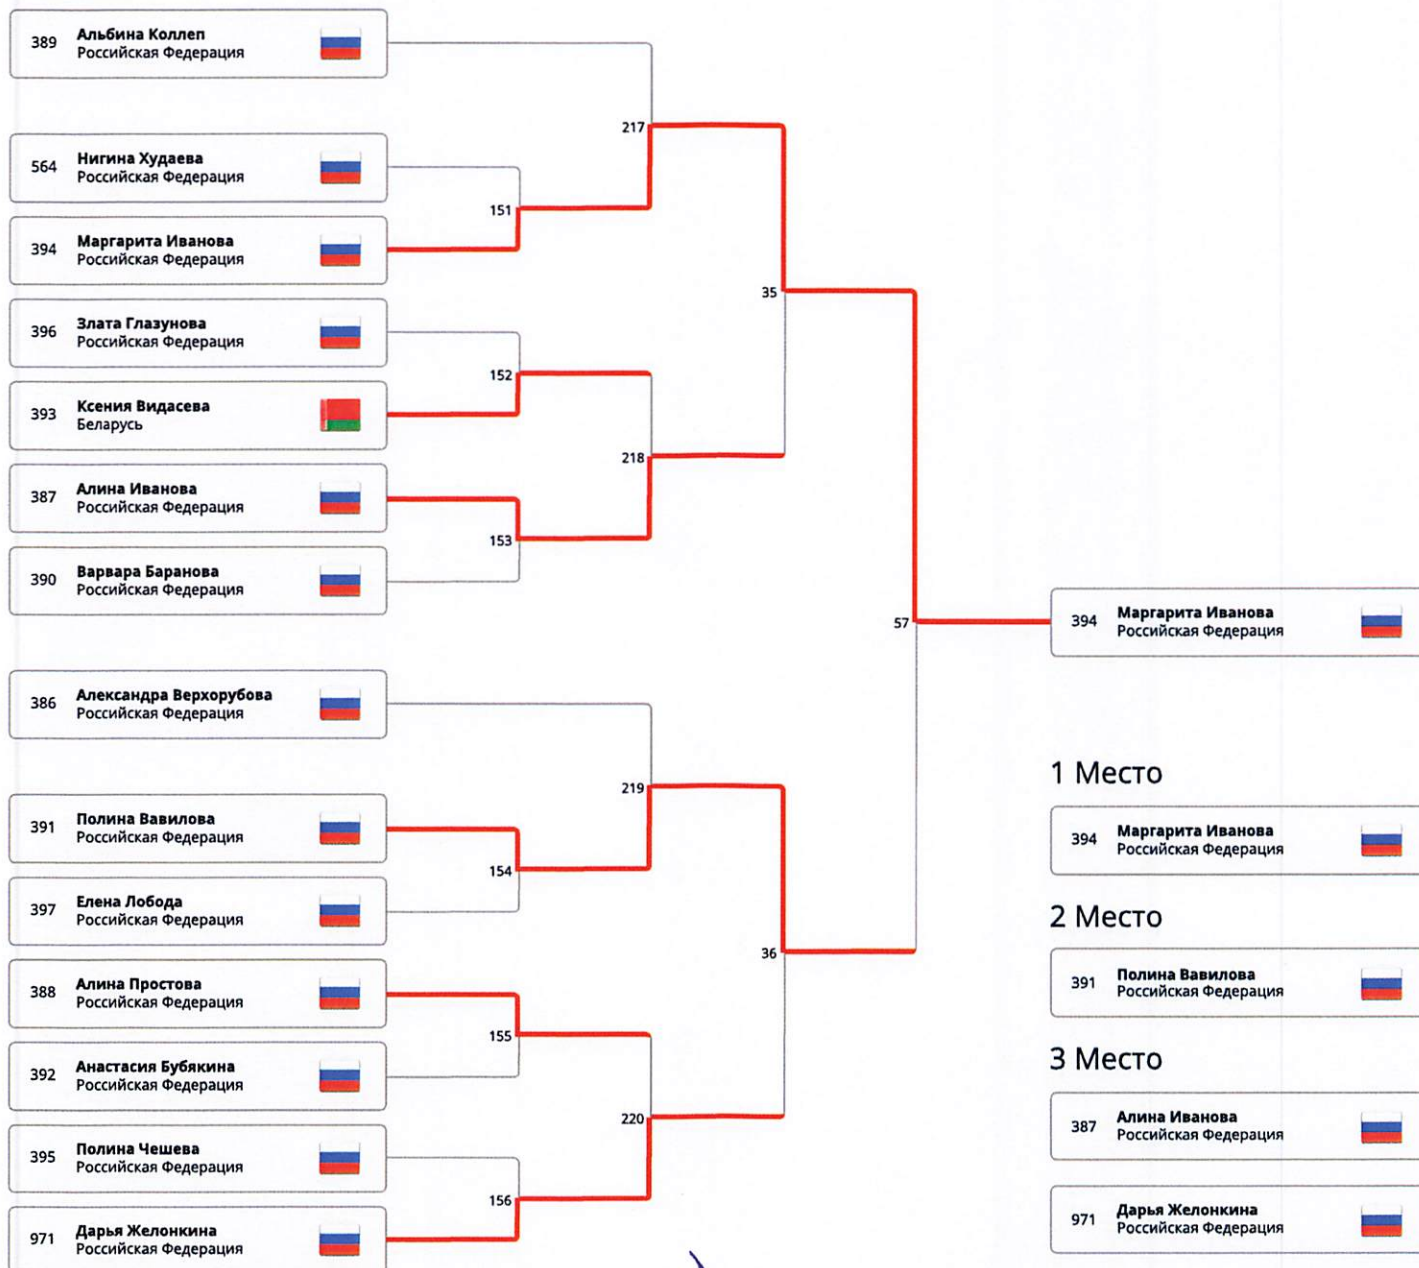 389 Альбина Коллеп
Российская Федерация
217
564 Нигина Худаева
Российская Федерация
151
394 Маргарита Иванова
Российская Федерация
35
396 Злата Глазунова
Российская Федерация
152
393 Ксения Видасева
Беларусь
218
387 Алина Иванова
Российская Федерация
153
390 Варвара Баранова
Российская Федерация
57
394 Маргарита Иванова
Российская Федерация
386 Александра Верхорубова
Российская Федерация
219
391 Полина Вавилова
Российская Федерация
154
397 Елена Лобода
Российская Федерация
36
388 Алина Простова
Российская Федерация
155
392 Анастасия Бубякина
Российская Федерация
220
395 Полина Чешева
Российская Федерация
156
971 Дарья Желонкина
Российская Федерация
1 Место
394 Маргарита Иванова
Российская Федерация
2 Место
391 Полина Вавилова
Российская Федерация
3 Место
387 Алина Иванова
Российская Федерация
971 Дарья Желонкина
Российская Федерация